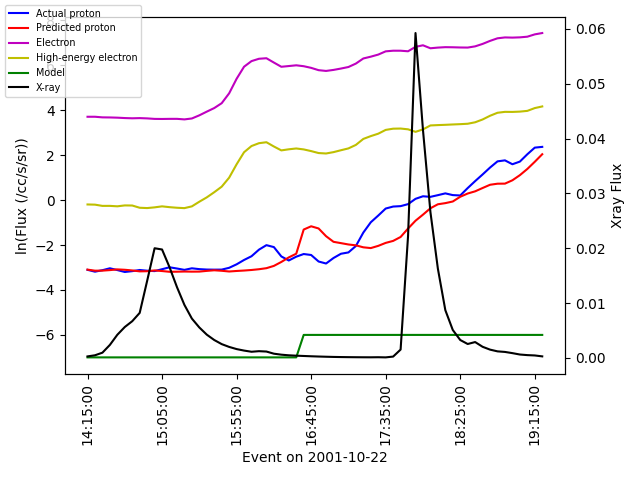 Actual proton
Predicted proton
Electron
High-energy electron
Model
X-ray
4
2
0
−2
−4
−6
ln(Flux (/cc/s/sr))
0.06
0.05
0.04
0.03
0.02
0.01
0.00
Xray Flux
14:15:00
15:05:00
15:55:00
16:45:00
17:35:00
18:25:00
19:15:00
Event on 2001-10-22